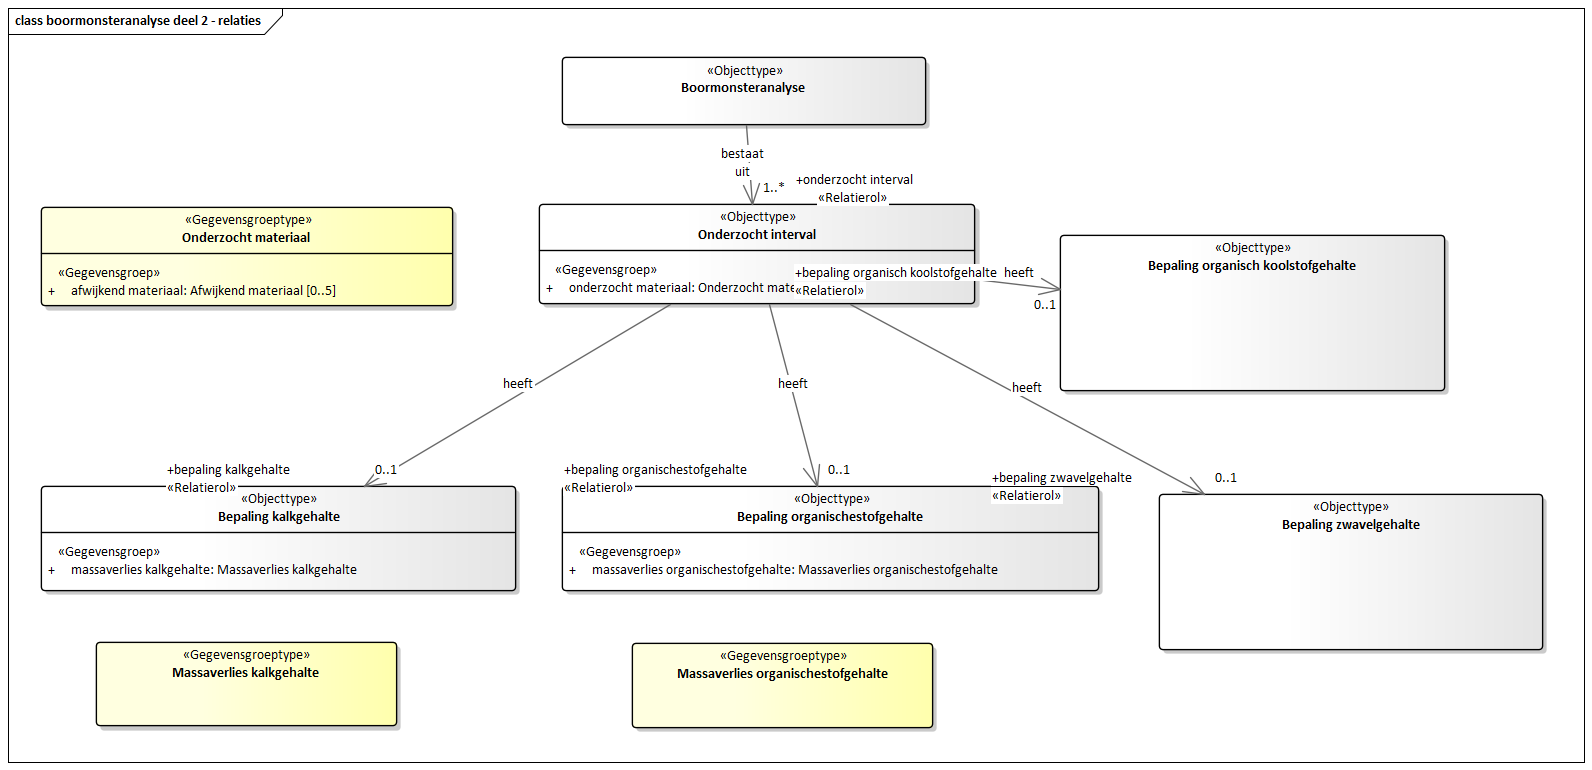 class boormonsteranalyse deel 2 - relaties
«Objecttype»
Boormonsteranalyse
bestaat
uit
1..*
+onderzocht interval
«Relatierol»
«Gegevensgroeptype»
Onderzocht materiaal
«Gegevensgroep»
+ afwijkend materiaal: Afwijkend materiaal [0..5]
«Objecttype»
Onderzocht interval
«Gegevensgroep»
+ onderzocht materiaal: Onderzocht mate
+bepaling organisch koolstofgehalte heeft
«Relatierol»
0..1
«Objecttype»
Bepaling organisch koolstofgehalte
heeft
heeft
heeft
+bepaling kalkgehalte
«Relatierol»
0..1
«Objecttype»
Bepaling kalkgehalte
«Gegevensgroep»
+ massaverlies kalkgehalte: Massaverlies kalkgehalte
+bepaling organischestofgehalte
«Relatierol»
0..1
«Objecttype»
Bepaling organischestofgehalte
«Gegevensgroep»
+ massaverlies organischestofgehalte: Massaverlies organischestofgehalte
+bepaling zwavelgehalte
«Relatierol»
0..1
«Objecttype»
Bepaling zwavelgehalte
«Gegevensgroeptype»
Massaverlies kalkgehalte
«Gegevensgroeptype»
Massaverlies organischestofgehalte